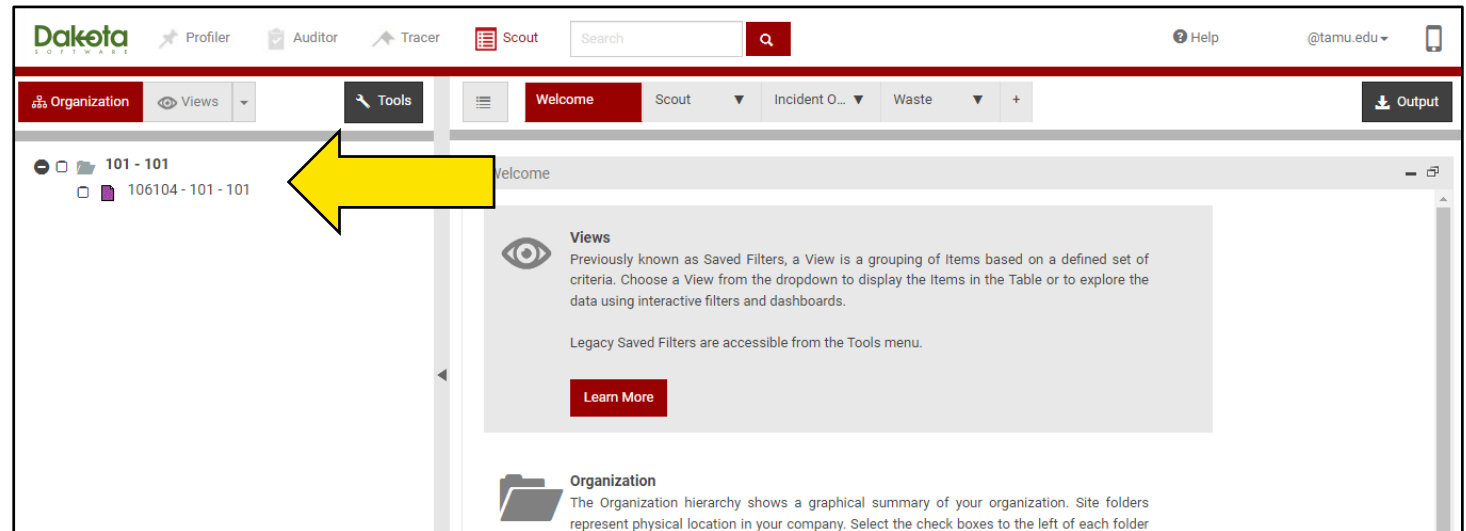 Dakota
SOFTWARE
Profiler
Auditor
Tracer
Scout
Search
Help
@tamu.edu
Organization
Views
Tools
Welcome
Scout
Incident O...
Waste
+
Output
101 - 101
106104 - 101 - 101
Welcome
Views
Previously known as Saved Filters, a View is a grouping of Items based on a defined set of
criteria. Choose a View from the dropdown to display the Items in the Table or to explore the
data using interactive filters and dashboards.
Legacy Saved Filters are accessible from the Tools menu.
Learn More
Organization
The Organization hierarchy shows a graphical summary of your organization. Site folders
represent physical location in your company. Select the check boxes to the left of each folder